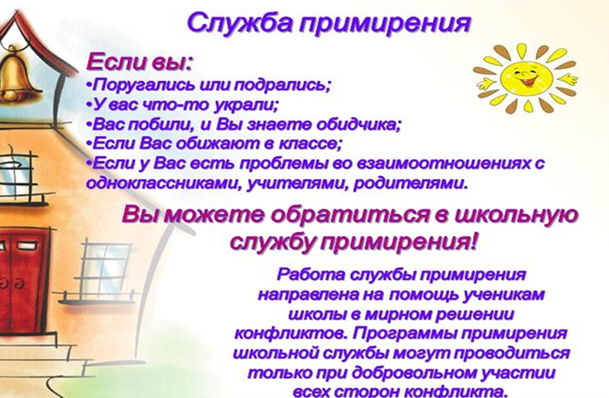 Служба примирения
Если вы:
•Поругались или подрались;
•У вас что-то украли;
•Вас побили, и Вы знаете обидчика;
•Если Вас обижают в классе;
•Если у Вас есть проблемы во взаимоотношениях с
одноклассниками, учителями, родителями.
Вы можете обратиться в школьную
службу примирения!
Работа службы примирения
направлена на помощь ученикам
школы в мирном решении
конфликтов. Программы примирения
школьной службы могут проводиться
только при добровольном участии
всех сторон конфликта.